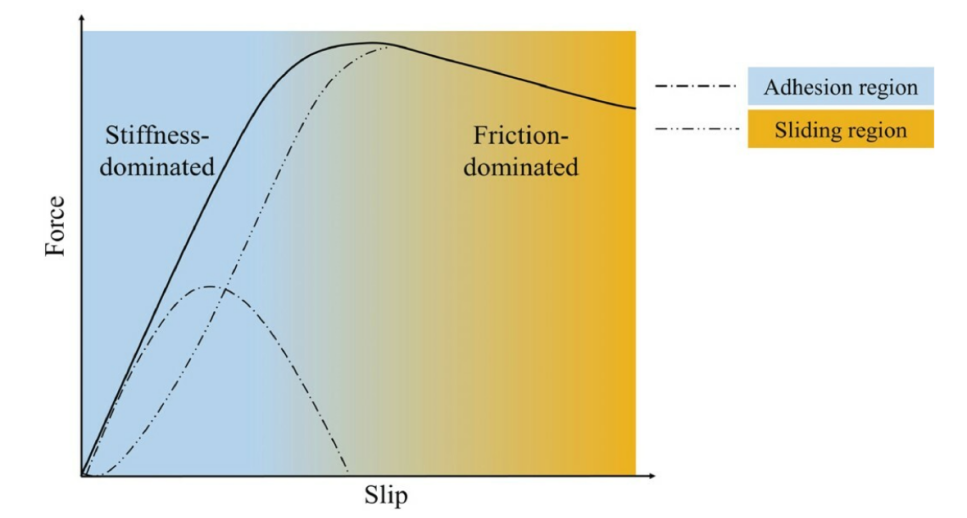 Stiffness-
dominated
Friction-
dominated
Adhesion region
Sliding region
Force
Slip